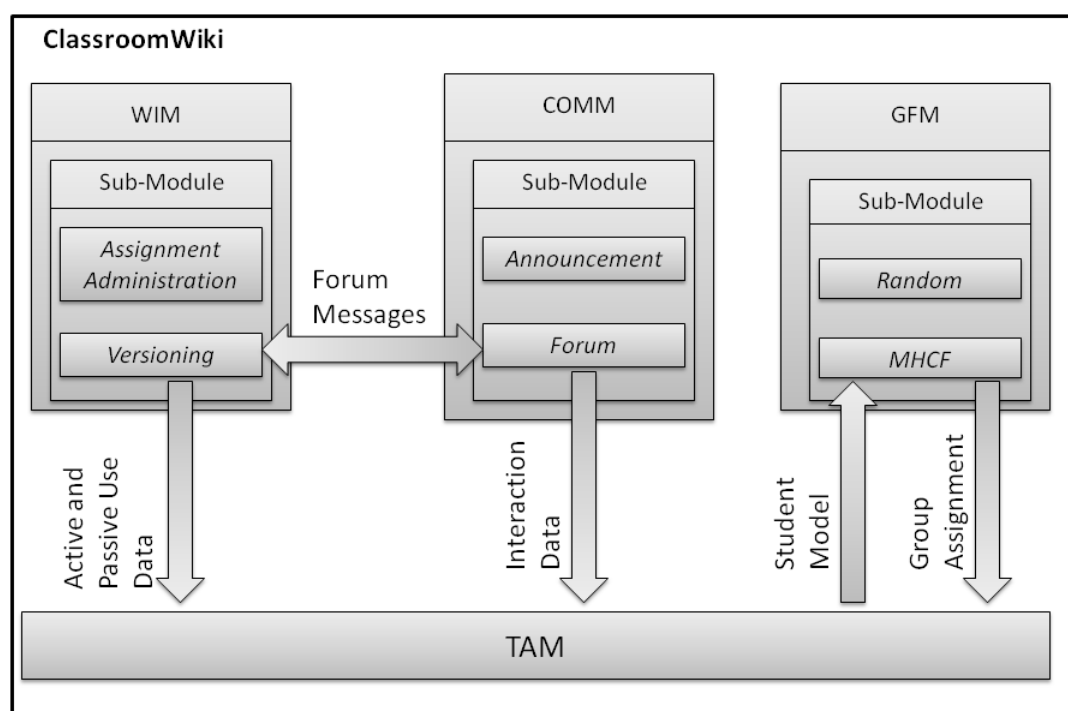 ClassroomWiki
WIM
Sub-Module
Assignment
Administration
Versioning
Forum
Messages
COMM
Sub-Module
Announcement
Forum
GFM
Sub-Module
Random
MHCF
Active and
Passive Use
Data
Interaction
Data
Student
Model
Group
Assignment
TAM